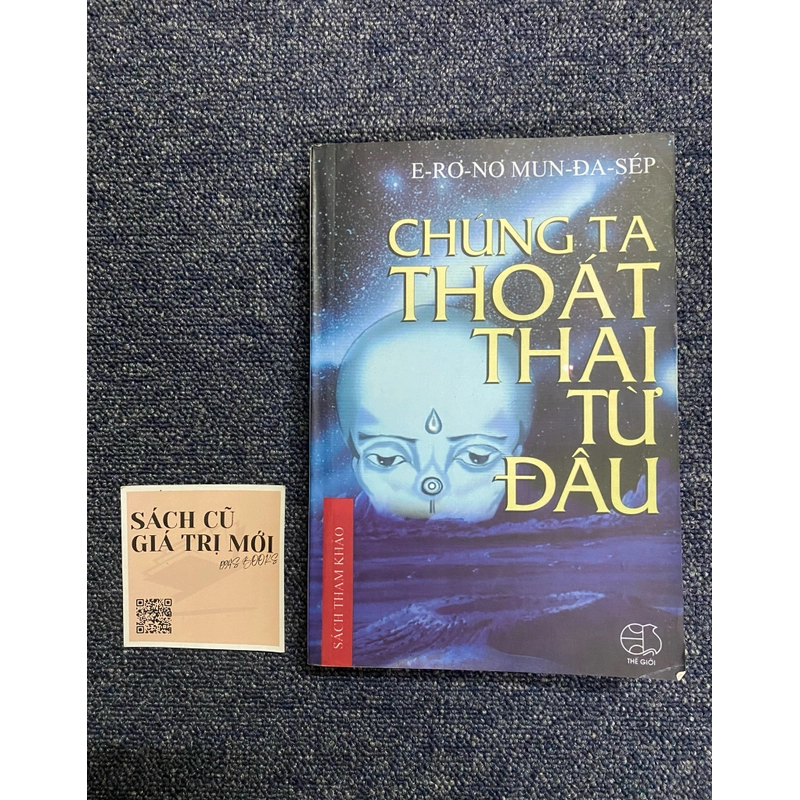 E-RƠ-NƠ MUN-ĐA-SÉP
CHÚNG TA
THOÁT
THAI
TỪ
ĐÂU
SÁCH THAM KHẢO
THẾ GIỚI
SÁCH CŨ
GIÁ TRỊ MỚI